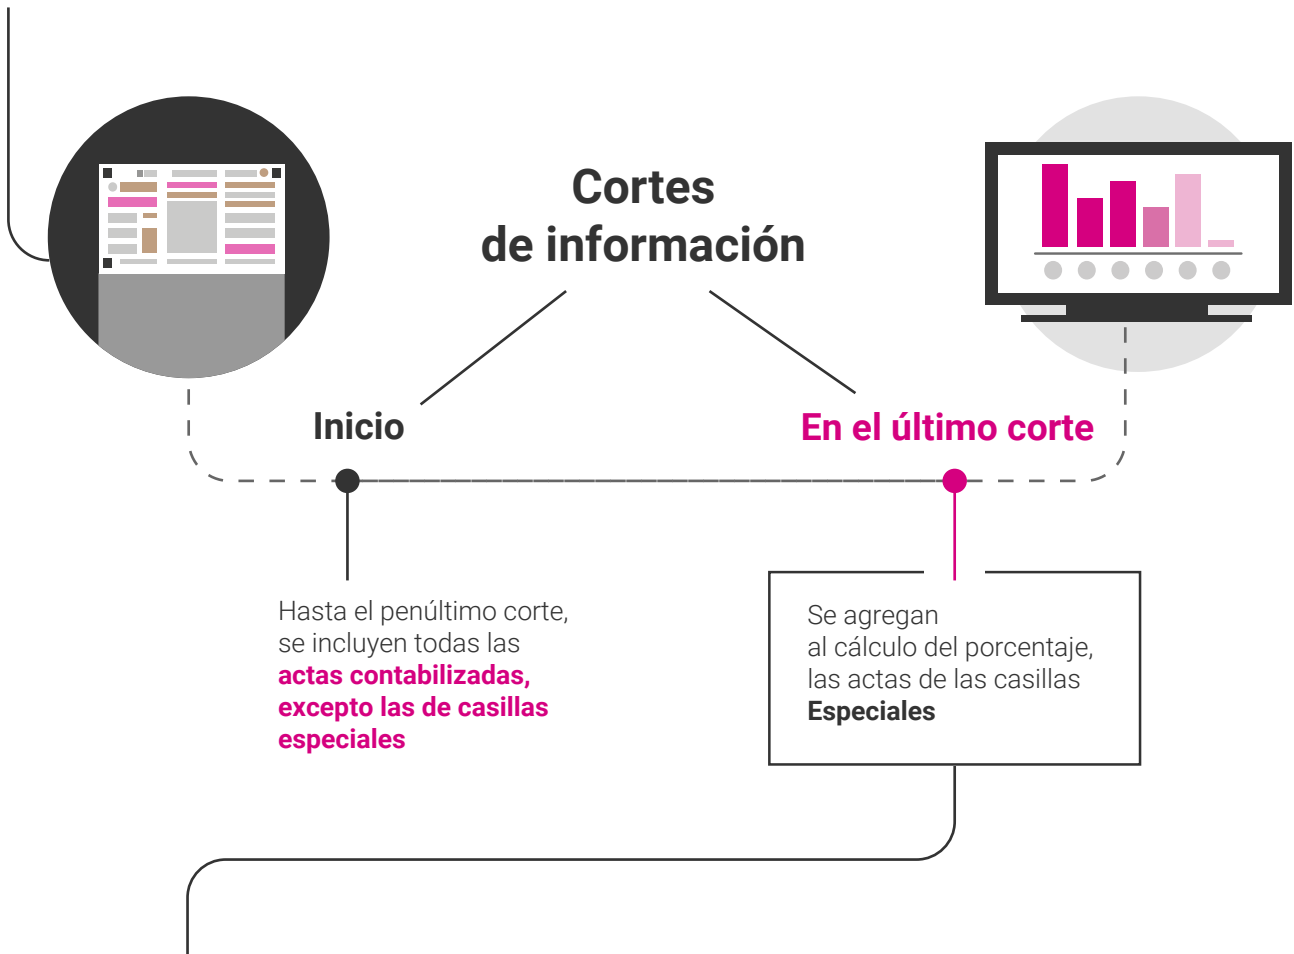 Cortes
de información
Inicio
En el último corte
Hasta el penúltimo corte,
se incluyen todas las
actas contabilizadas,
excepto las de casillas
especiales
Se agregan
al cálculo del porcentaje,
las actas de las casillas
Especiales